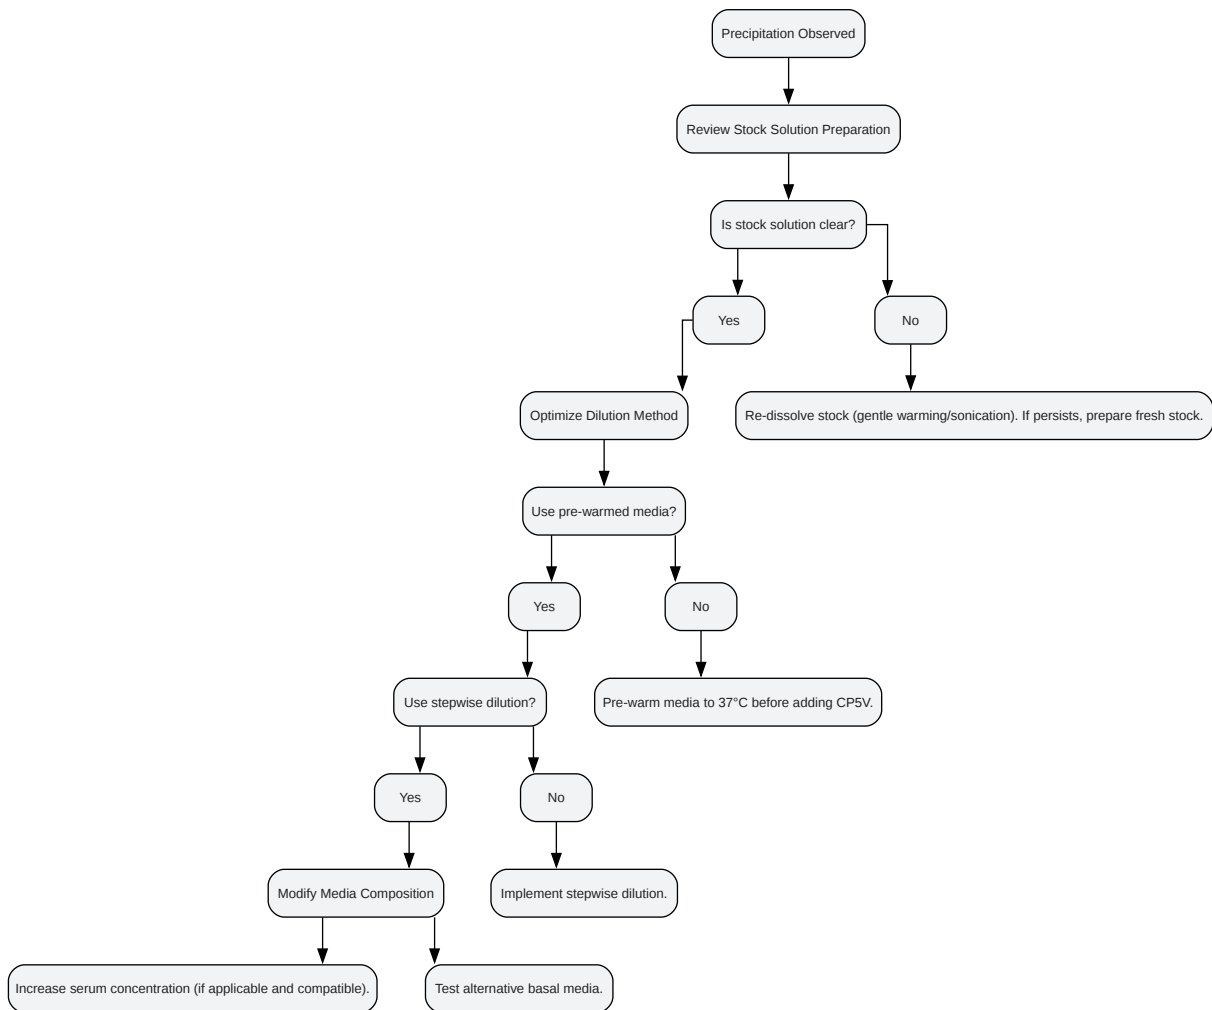 Precipitation Observed
Review Stock Solution Preparation
Is stock solution clear?
Yes
No
Optimize Dilution Method
Re-dissolve stock (gentle warming/sonication). If persists, prepare fresh stock.
Use pre-warmed media?
Yes
No
Use stepwise dilution?
Pre-warm media to 37°C before adding CP5V.
Yes
No
Modify Media Composition
Implement stepwise dilution.
Increase serum concentration (if applicable and compatible).
Test alternative basal media.